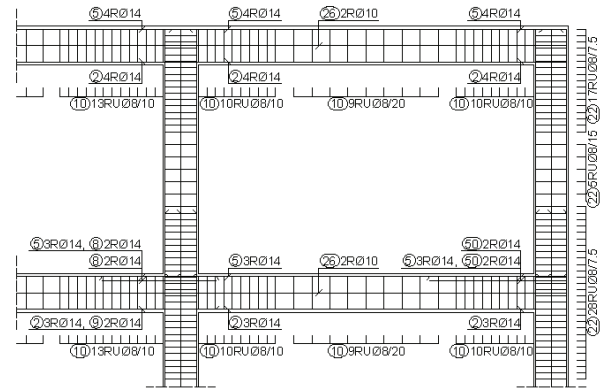 ⑤4RØ14
㉖2RØ10
⑤4RØ14
⑤4RØ14
②4RØ14
②4RØ14
②4RØ14
⑩13RUØ8/10
⑩10RUØ8/10
⑩9RUØ8/20
⑩10RUØ8/10
㉒17RUØ8/7.5
㉒5RUØ8/15
㉒28RUØ8/7.5
⑤3RØ14, ⑧2RØ14
⑧2RØ14
⑤3RØ14
㉖2RØ10
㊿2RØ14
⑤3RØ14, ㊿2RØ14
②3RØ14, ⑨2RØ14
②3RØ14
②3RØ14
⑩13RUØ8/10
⑩10RUØ8/10
⑩9RUØ8/20
⑩10RUØ8/10